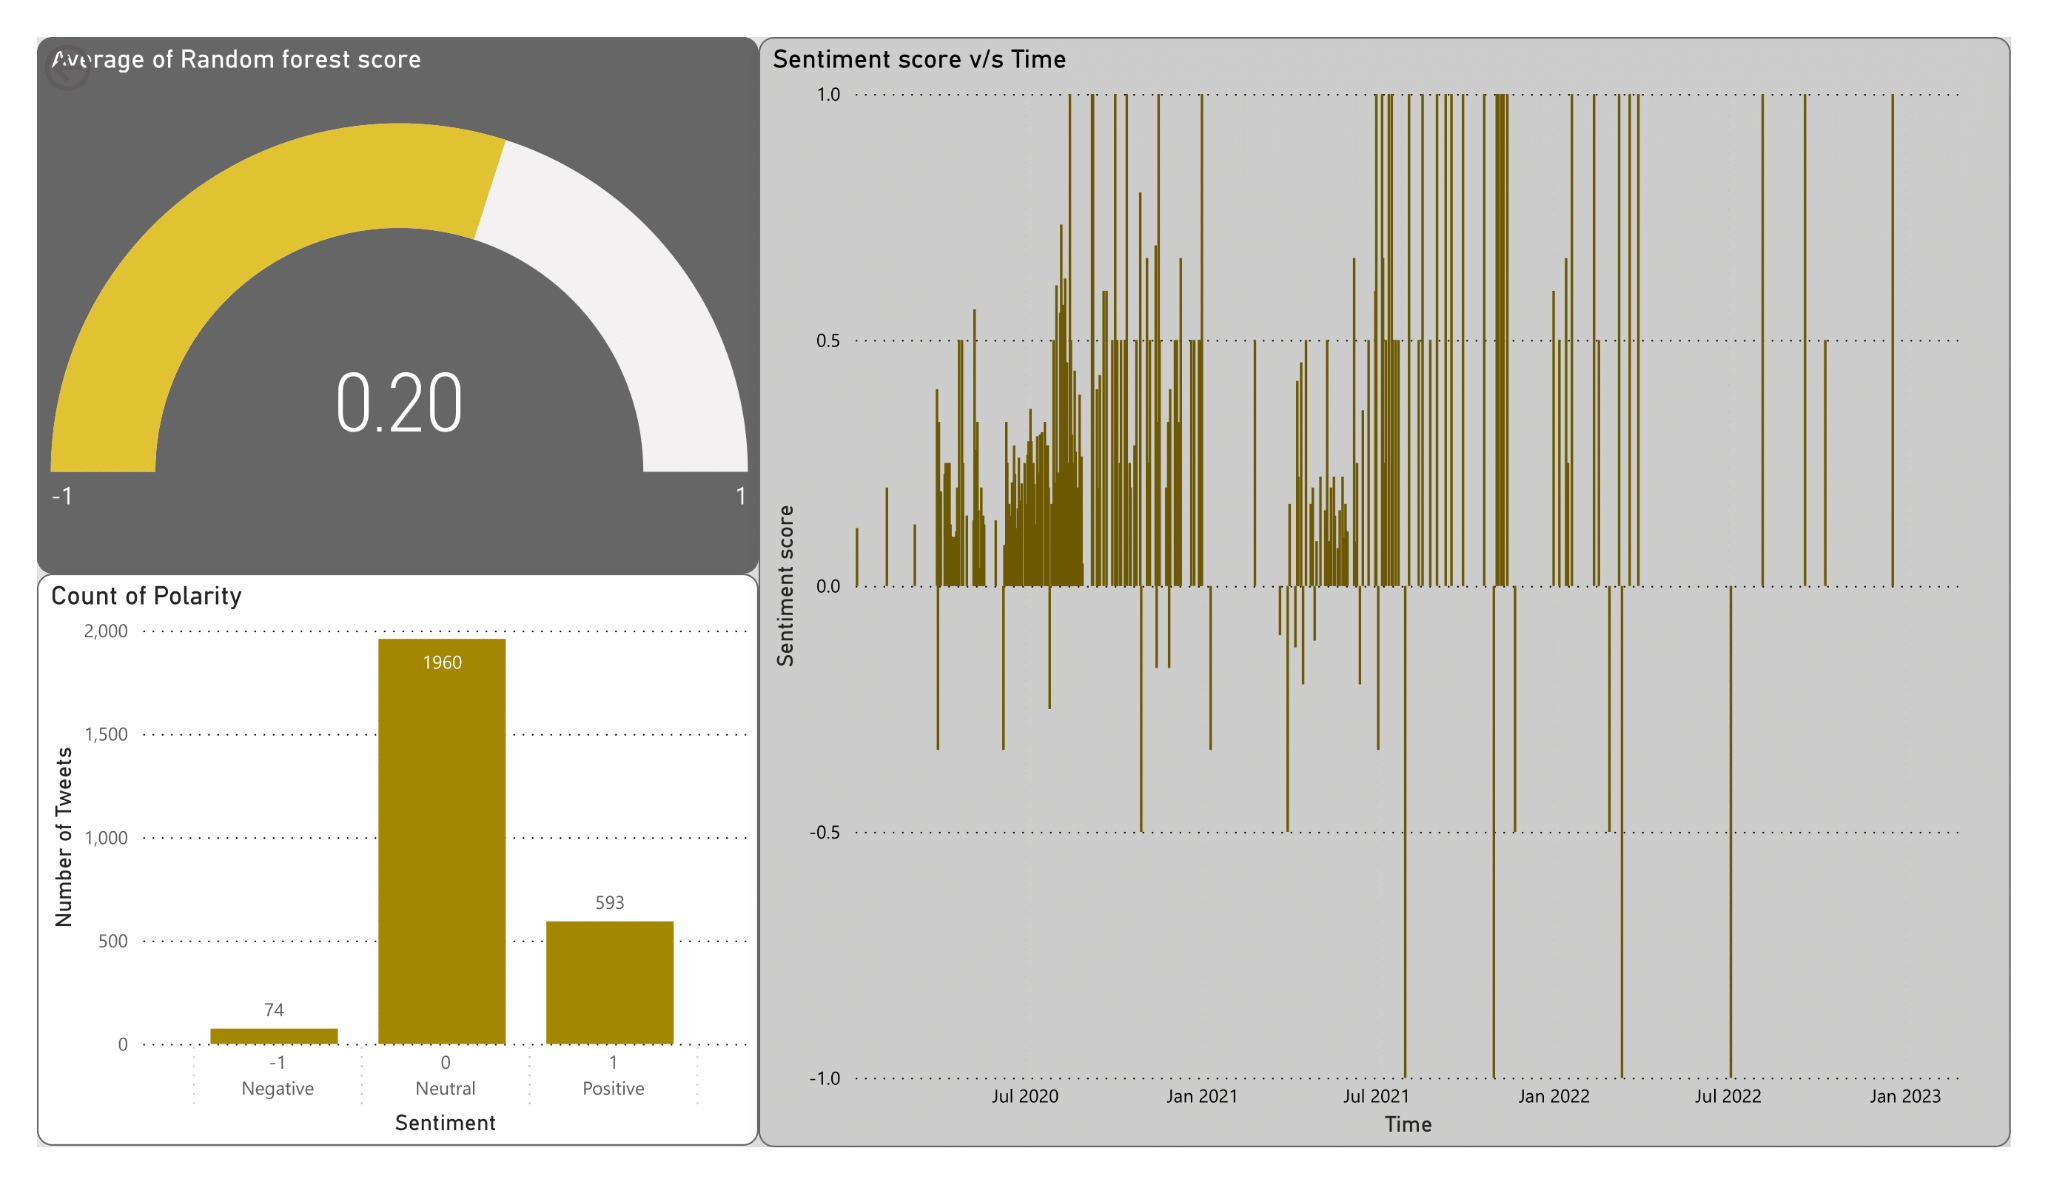 Average of Random forest score
0.20
-1
1
Count of Polarity
2,000
1,500
1,000
500
0
Number of Tweets
74
1960
593
-1
0
1
Negative
Neutral
Positive
Sentiment
Sentiment score v/s Time
1.0
0.5
0.0
-0.5
-1.0
Sentiment score
Jul 2020
Jan 2021
Jul 2021
Jan 2022
Jul 2022
Jan 2023
Time